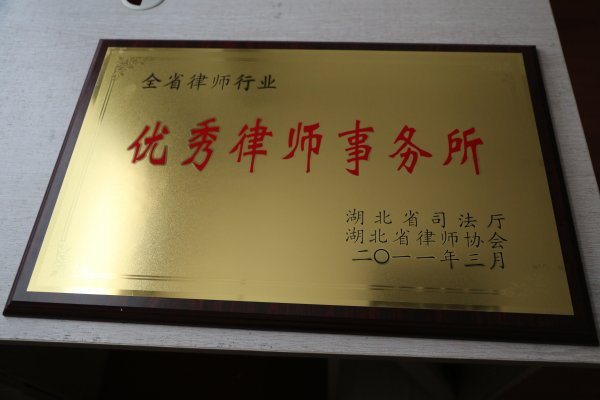 全省律师行业
优秀律师事务所
湖北省司法厅
湖北省律师协会
二〇一一年三月